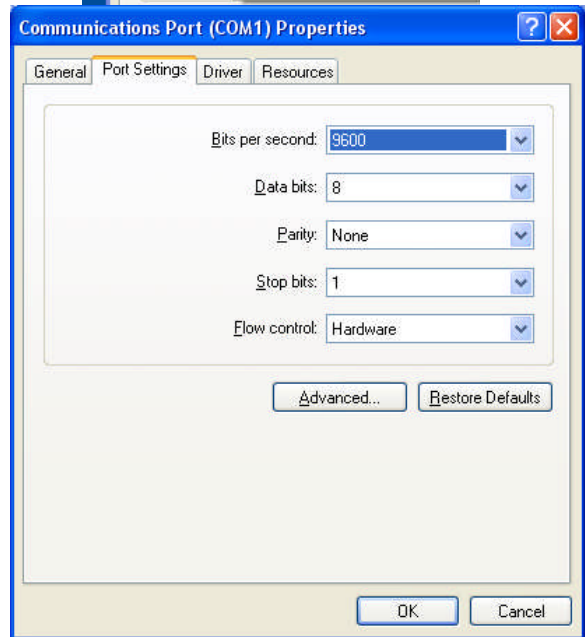 Communications Port (COM1) Properties
General Port Settings Driver Resources
Bits per second: 9600
Data bits: 8
Parity: None
Stop bits: 1
Flow control: Hardware
Advanced... Restore Defaults
OK Cancel